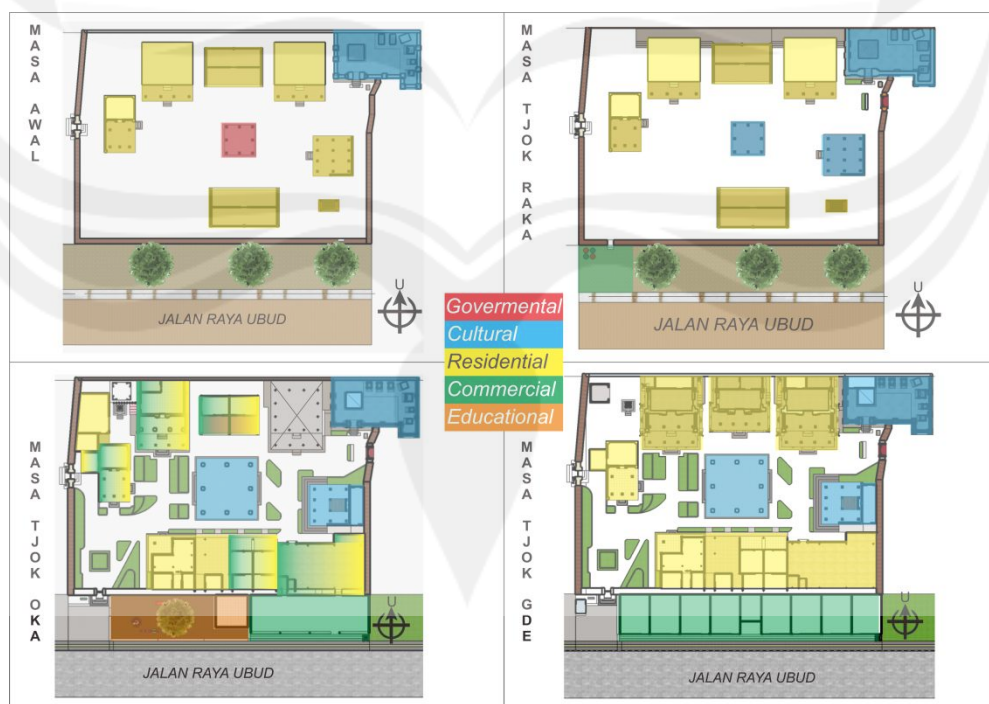 MASA AWAL
U
JALAN RAYA UBUD
MASA TJOK RAKA
U
JALAN RAYA UBUD
Govermental
Cultural
Residential
Commercial
Educational
MASA TJOK OKA
U
JALAN RAYA UBUD
MASA TJOK GDE
U
JALAN RAYA UBUD